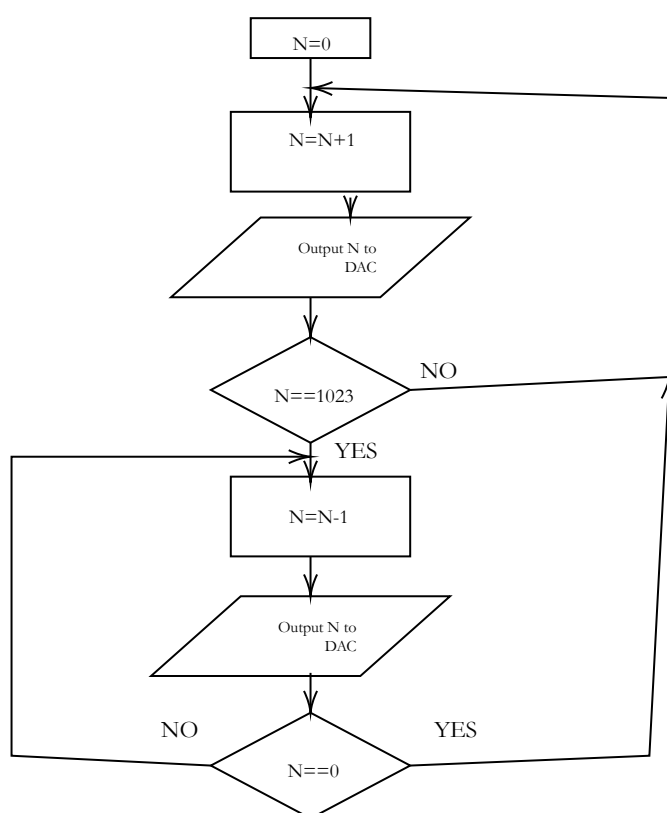 N=0
N=N+1
Output N to
DAC
N==1023
NO
YES
N=N-1
Output N to
DAC
NO
YES
N==0